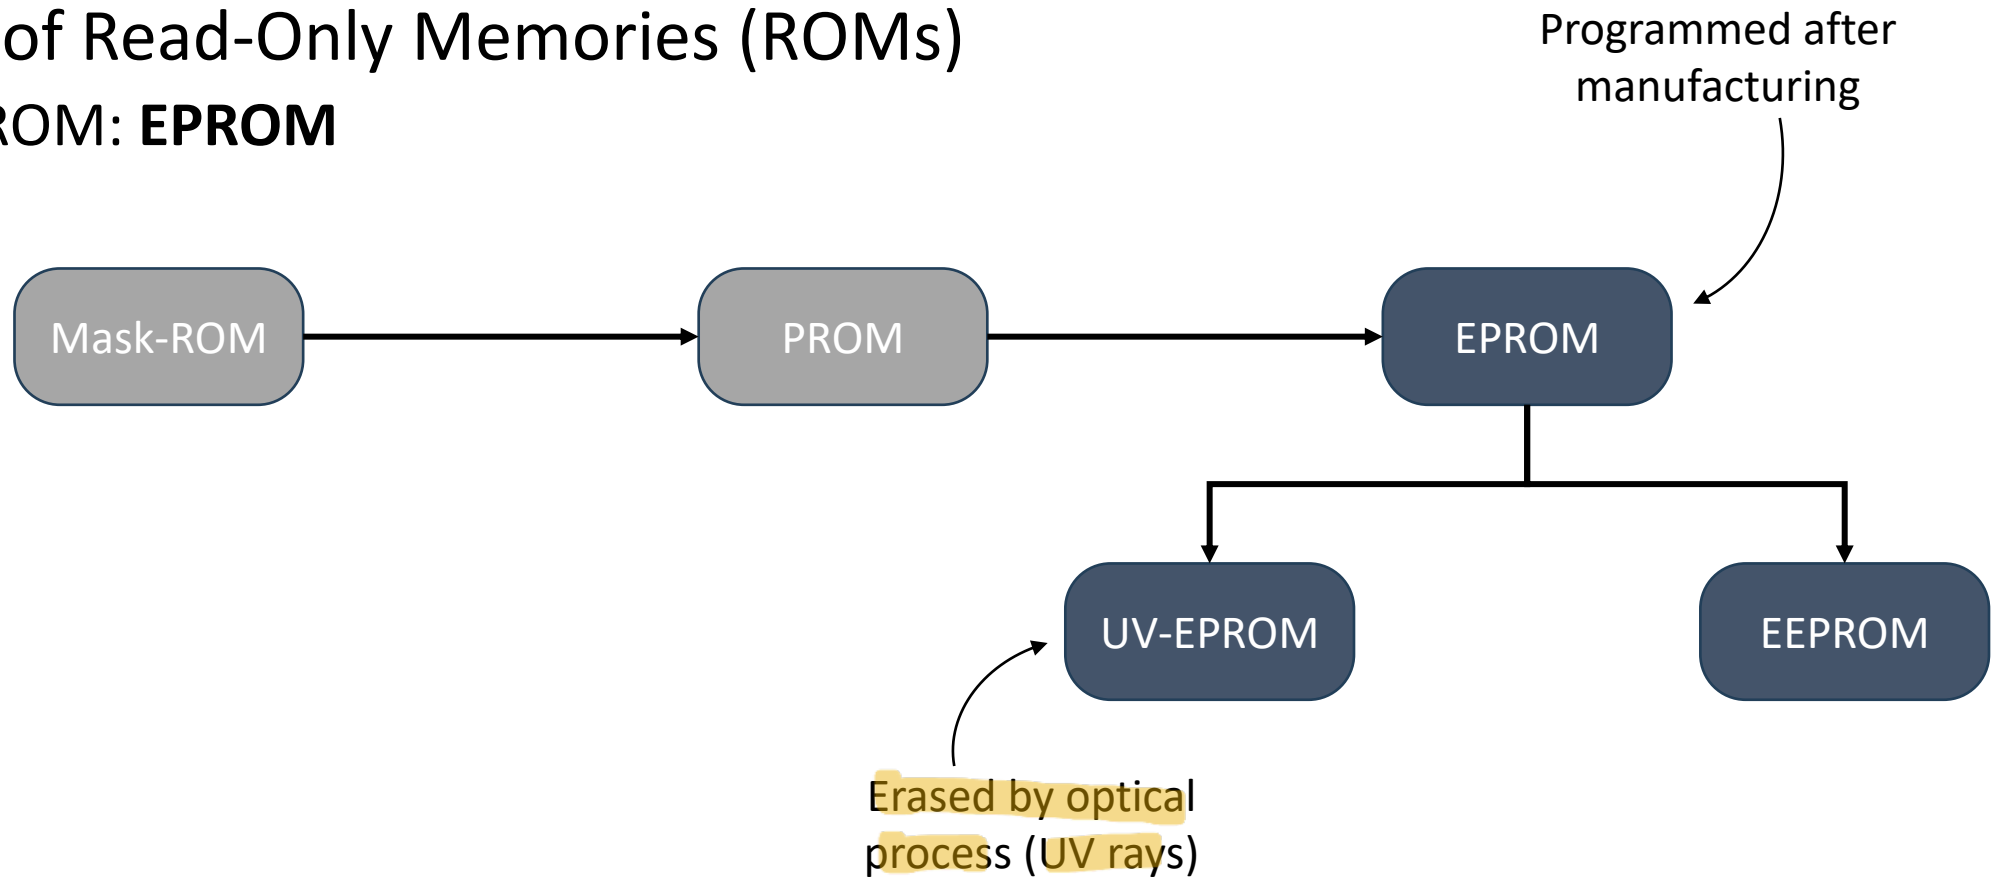 of Read-Only Memories (ROMs)
ROM: EPROM
Programmed after
manufacturing
Mask-ROM
PROM
EPROM
UV-EPROM
EEPROM
Erased by optical
process (UV rays)